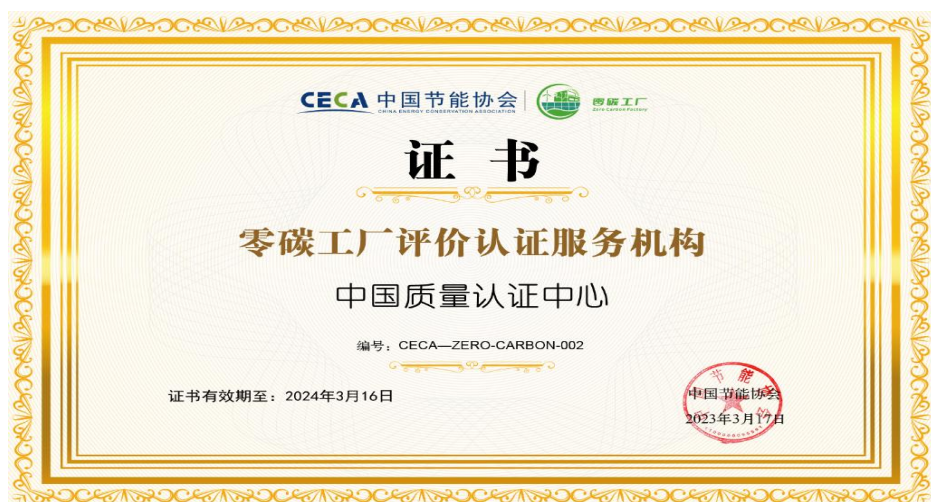 CECA 中国节能协会 零碳工厂
CHINA ENERGY CONSERVATION ASSOCIATION Zero Carbon Factory
证 书
零碳工厂评价认证服务机构
中国质量认证中心
编号：CECA—ZERO-CARBON-002
证书有效期至：2024年3月16日
中国节能协会
2023年3月17日